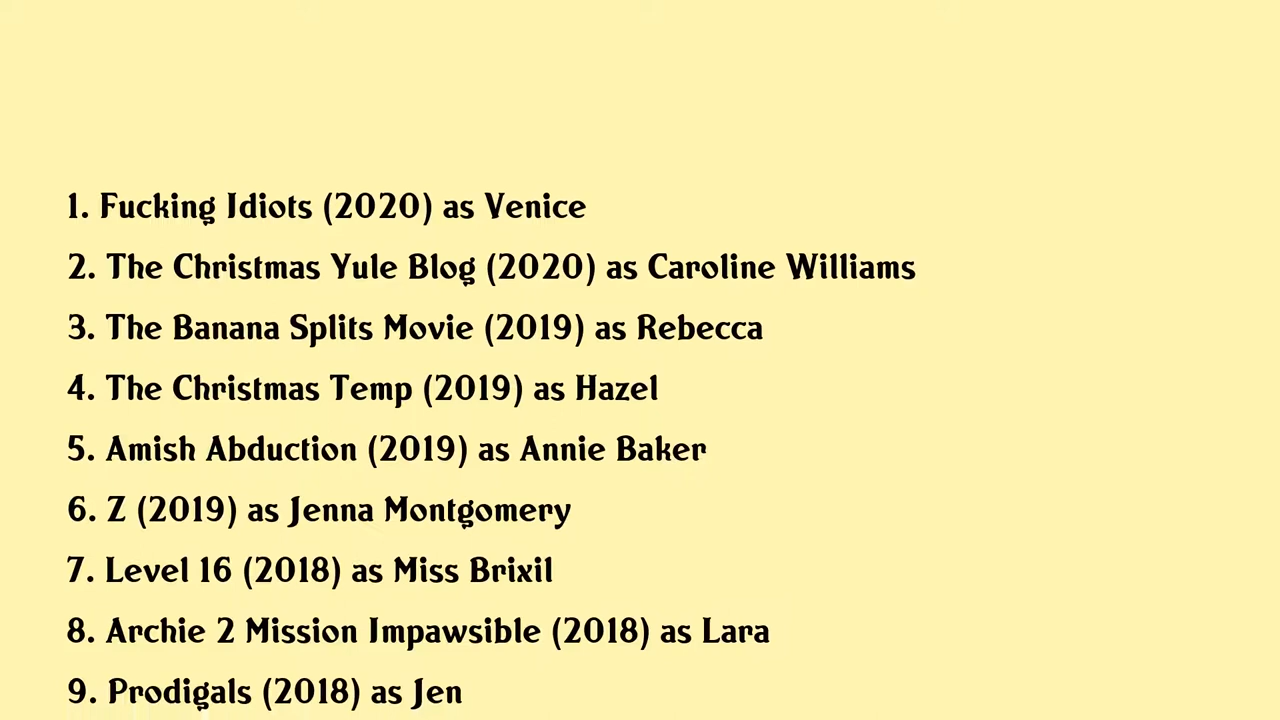 1. Fucking Idiots (2020) as Venice
2. The Christmas Yule Blog (2020) as Caroline Williams
3. The Banana Splits Movie (2019) as Rebecca
4. The Christmas Temp (2019) as Hazel
5. Amish Abduction (2019) as Annie Baker
6. Z (2019) as Jenna Montgomery
7. Level 16 (2018) as Miss Brixil
8. Archie 2 Mission Impawsible (2018) as Lara
9. Prodigals (2018) as Jen